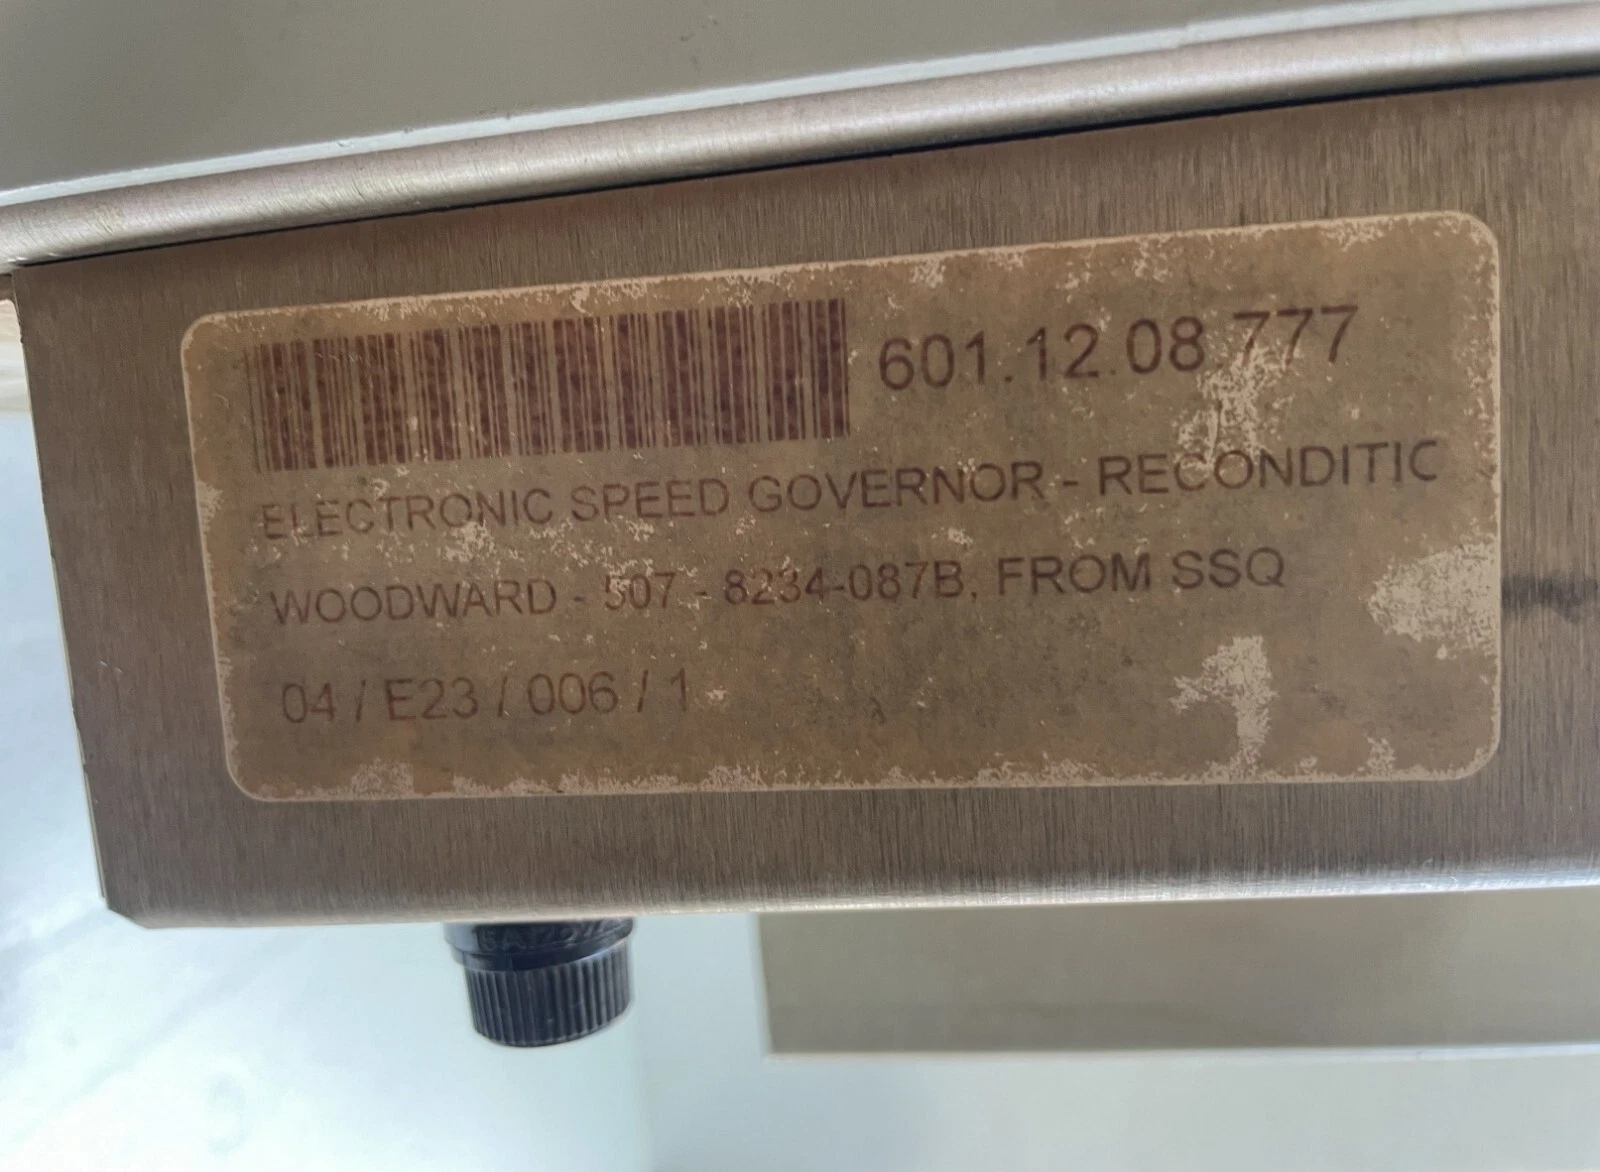 601.12.08.777
ELECTRONIC SPEED GOVERNOR - RECONDITIC
WOODWARD - 507 - 8234-087B, FROM SSQ
04 / E23 / 006 / 1